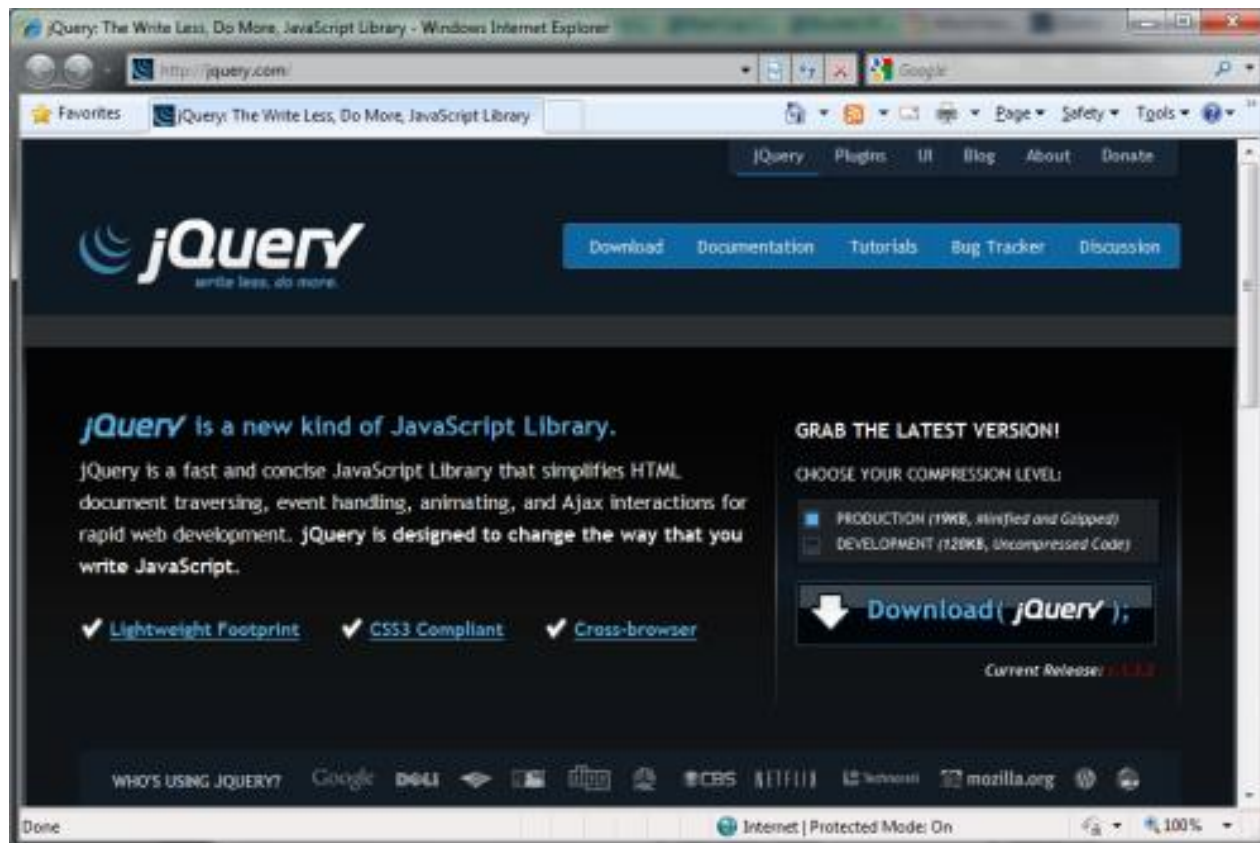 jQuery: The Write Less, Do More, JavaScript Library - Windows Internet Explorer
http://jquery.com/ Google
Favorites jQuery: The Write Less, Do More, JavaScript Library Page Safety Tools
jQuery Plugins UI Blog About Donate
jQuery
write less, do more.
Download Documentation Tutorials Bug Tracker Discussion
jQuery is a new kind of JavaScript Library.
jQuery is a fast and concise JavaScript Library that simplifies HTML
document traversing, event handling, animating, and Ajax interactions for
rapid web development. jQuery is designed to change the way that you
write JavaScript.
Lightweight Footprint CSS3 Compliant Cross-browser
GRAB THE LATEST VERSION!
CHOOSE YOUR COMPRESSION LEVEL:
PRODUCTION (19KB, Minified and Gzipped)
DEVELOPMENT (120KB, Uncompressed Code)
Download( jQuery );
Current Release:
WHO'S USING JQUERY? Google DELL CBS NETFLIX Technorati mozilla.org
Done Internet | Protected Mode: On 100%